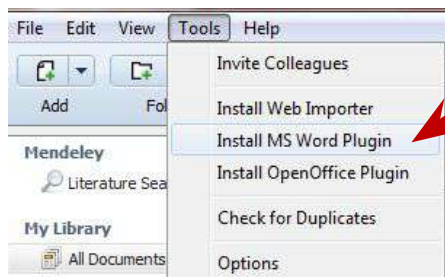 File Edit View Tools Help
Invite Colleagues
Add Fol
Install Web Importer
Install MS Word Plugin
Install OpenOffice Plugin
Check for Duplicates
Options
Mendeley
Literature Sea
My Library
All Documents